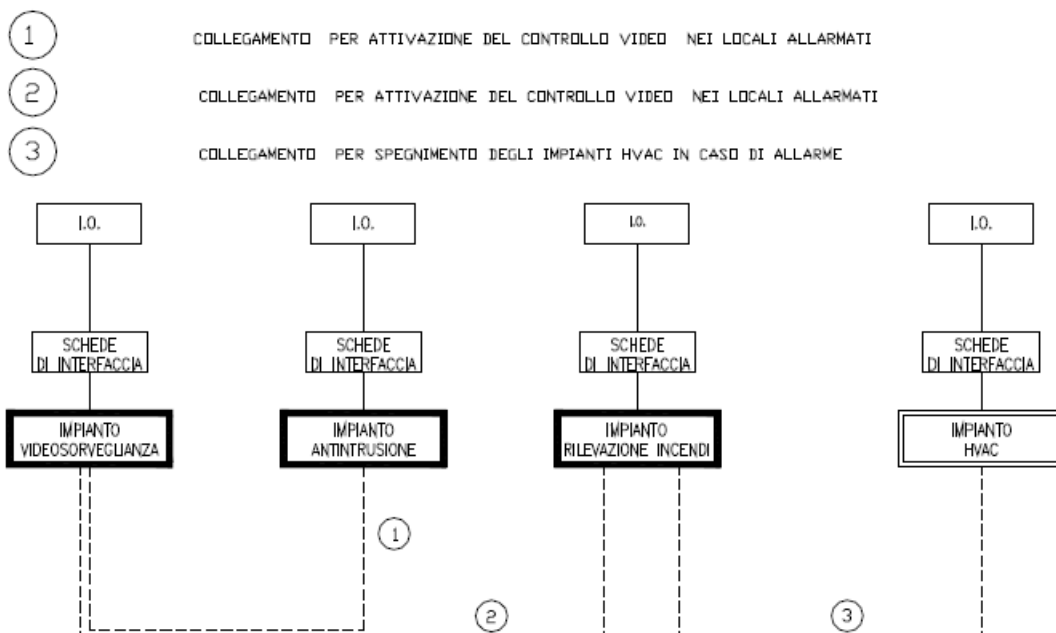 1 COLLEGAMENTO PER ATTIVAZIONE DEL CONTROLLO VIDEO NEI LOCALI ALLARMATI
2 COLLEGAMENTO PER ATTIVAZIONE DEL CONTROLLO VIDEO NEI LOCALI ALLARMATI
3 COLLEGAMENTO PER SPEGNIMENTO DEGLI IMPIANTI HVAC IN CASO DI ALLARME
I.O. I.O. I.O. I.O.
SCHEDE SCHEDE SCHEDE SCHEDE
DI INTERFACCIA DI INTERFACCIA DI INTERFACCIA DI INTERFACCIA
IMPIANTO IMPIANTO IMPIANTO IMPIANTO
VIDEOSORVEGLIANZA ANTINTRUSIONE RILEVAZIONE INCENDI HVAC
1
2 3